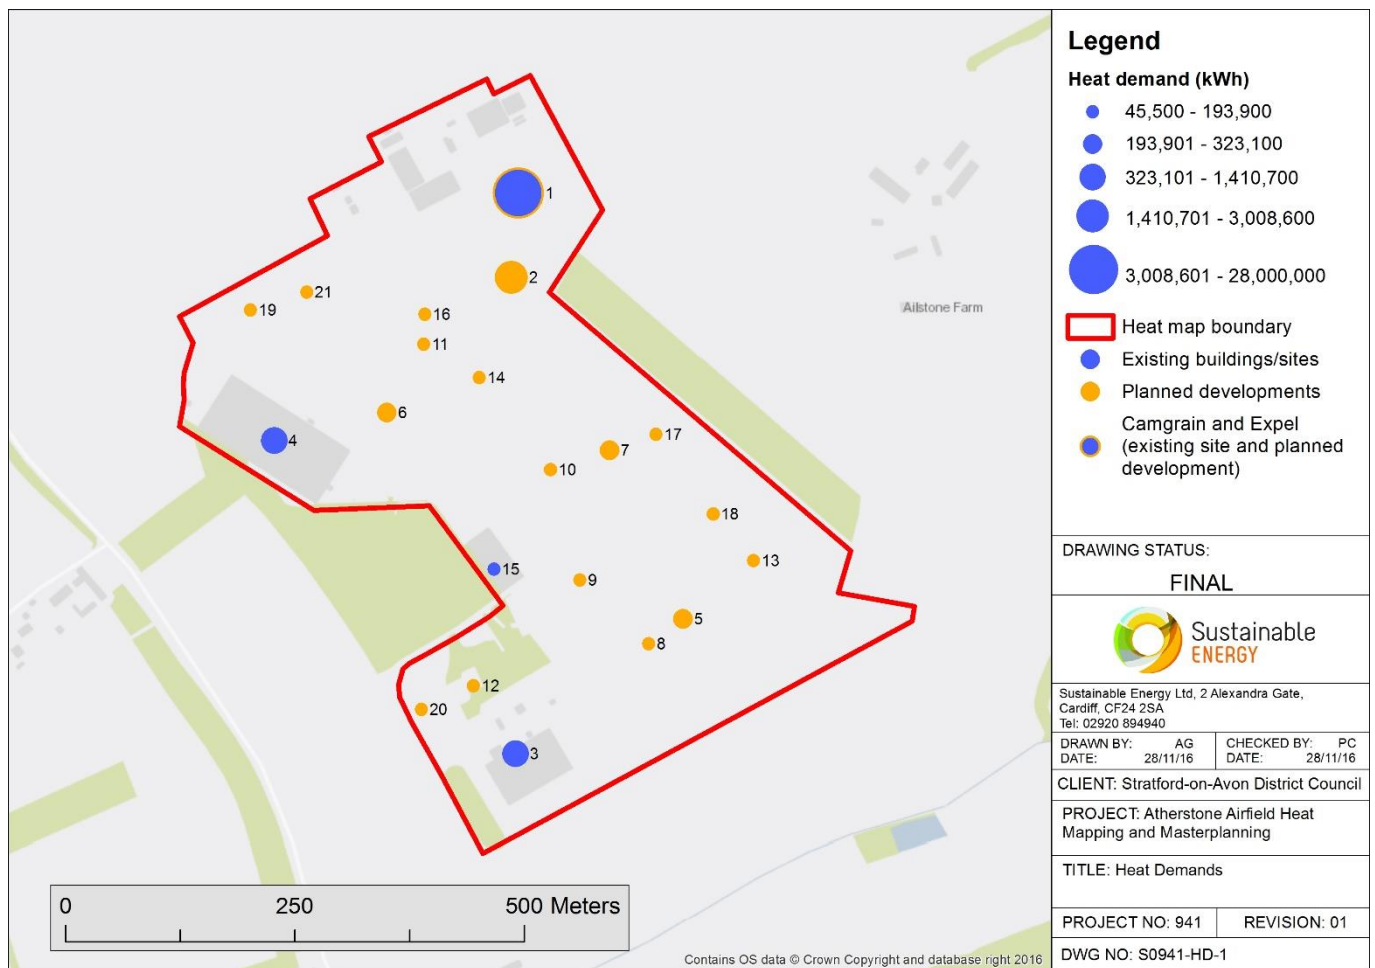 1
2
21
19
16
11
14
6
4
17
7
10
18
13
15
9
5
8
12
20
3
Ailstone Farm
0 250 500 Meters
Contains OS data © Crown Copyright and database right 2016
Legend
Heat demand (kWh)
45,500 - 193,900
193,901 - 323,100
323,101 - 1,410,700
1,410,701 - 3,008,600
3,008,601 - 28,000,000
Heat map boundary
Existing buildings/sites
Planned developments
Camgrain and Expel
(existing site and planned
development)
DRAWING STATUS:
FINAL
Sustainable
ENERGY
Sustainable Energy Ltd, 2 Alexandra Gate,
Cardiff, CF24 2SA
Tel: 02920 894940
DRAWN BY: AG
DATE: 28/11/16
CHECKED BY: PC
DATE: 28/11/16
CLIENT: Stratford-on-Avon District Council
PROJECT: Atherstone Airfield Heat
Mapping and Masterplanning
TITLE: Heat Demands
PROJECT NO: 941
REVISION: 01
DWG NO: S0941-HD-1